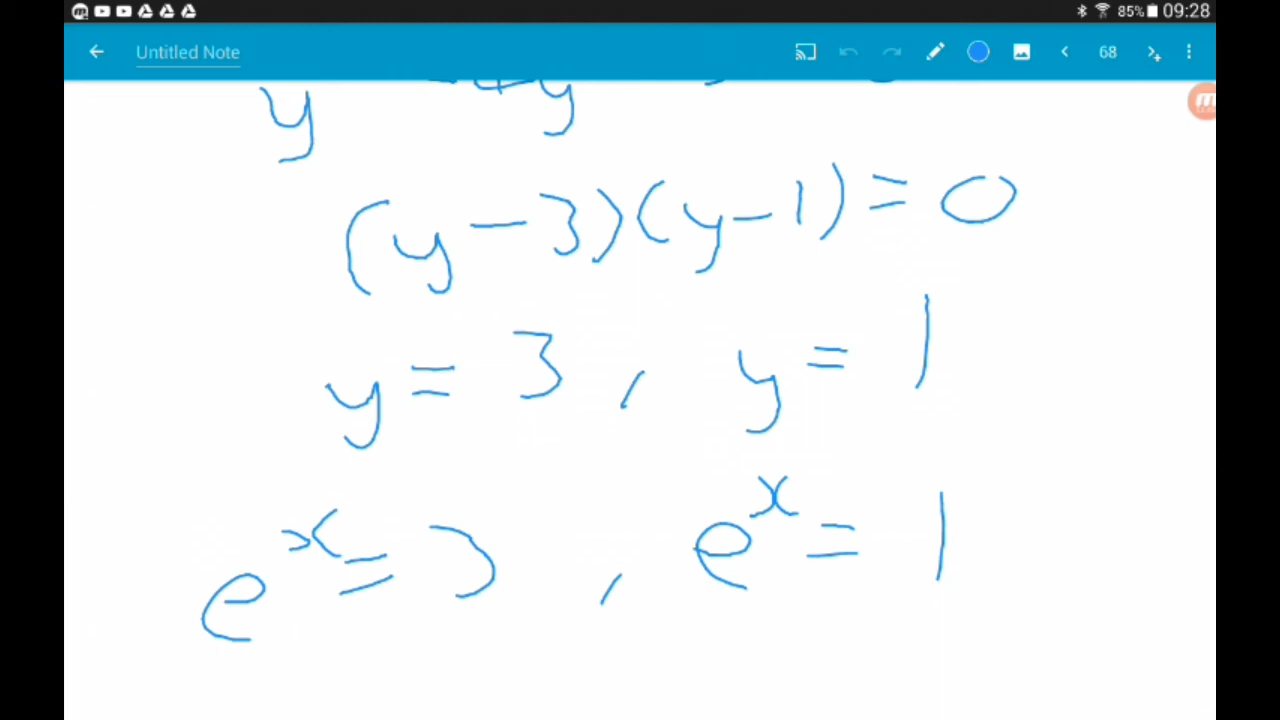 85% 09:28
Untitled Note
68
y
(y - 3)(y - 1) = 0
y = 3 , y = 1
e^x = 3 , e^x = 1